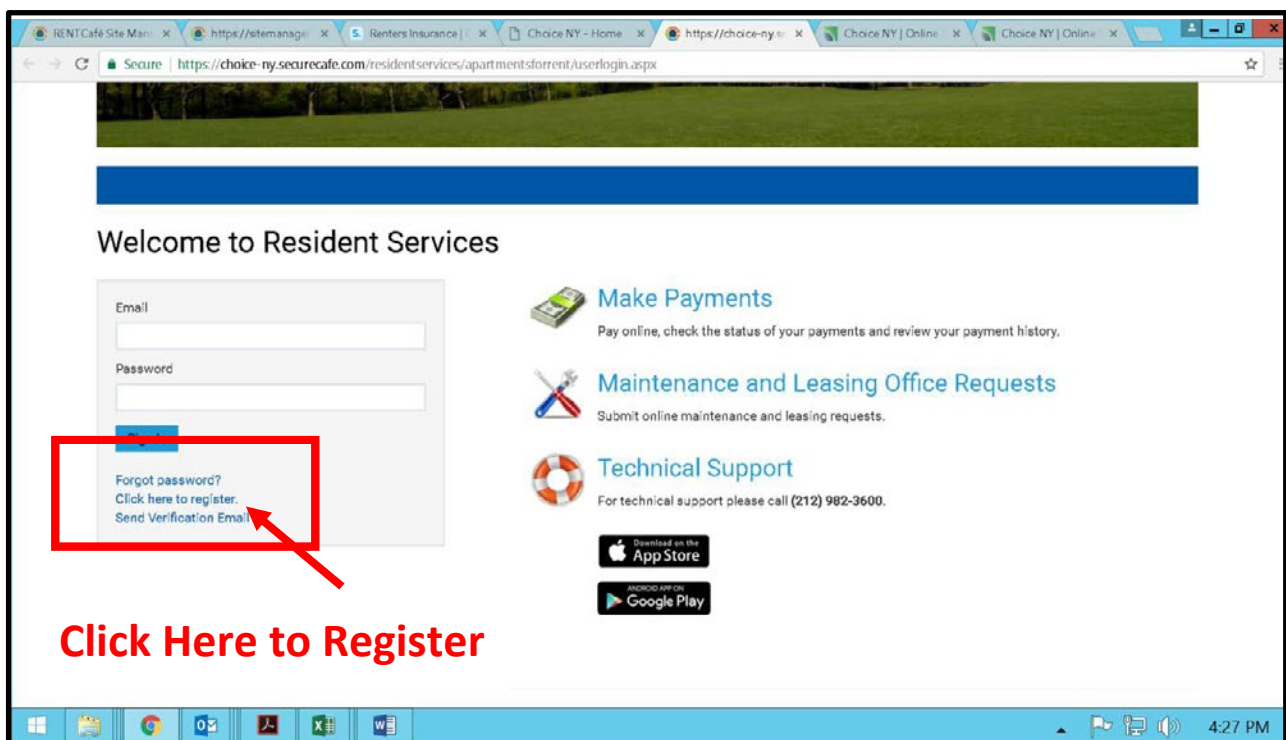 RENTCafé Site Mana
https://sitemanage
Renters Insurance |
Choice NY - Home
https://choice-ny.s
Choice NY | Online
Choice NY | Online
Secure | https://choice-ny.securecafe.com/residentservices/apartmentsforrent/userlogin.aspx
Welcome to Resident Services
Email
Password
Forgot password?
Click here to register.
Send Verification Email
Make Payments
Pay online, check the status of your payments and review your payment history.
Maintenance and Leasing Office Requests
Submit online maintenance and leasing requests.
Technical Support
For technical support please call (212) 982-3600.
Download on the
App Store
ANDROID APP ON
Google Play
Click Here to Register
4:27 PM